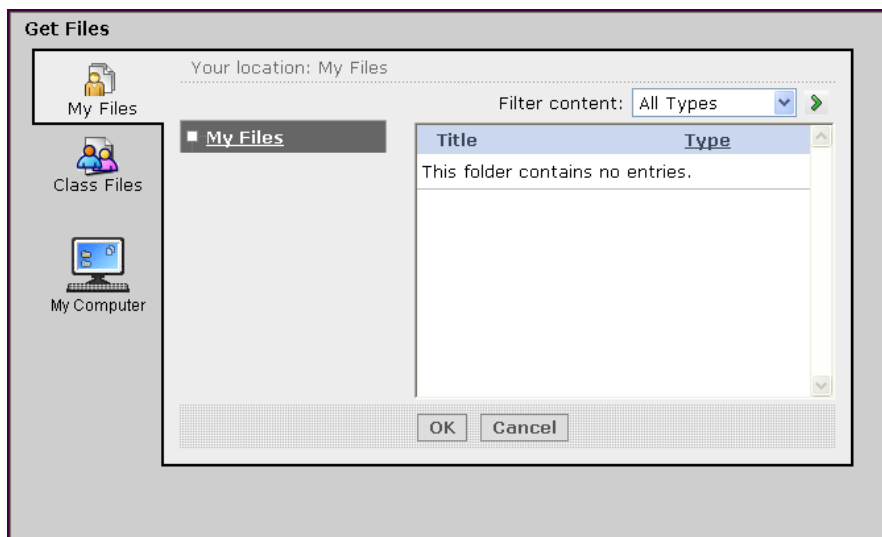 Get Files
My Files
Class Files
My Computer
Your location: My Files
Filter content: All Types
My Files
Title Type
This folder contains no entries.
OK Cancel